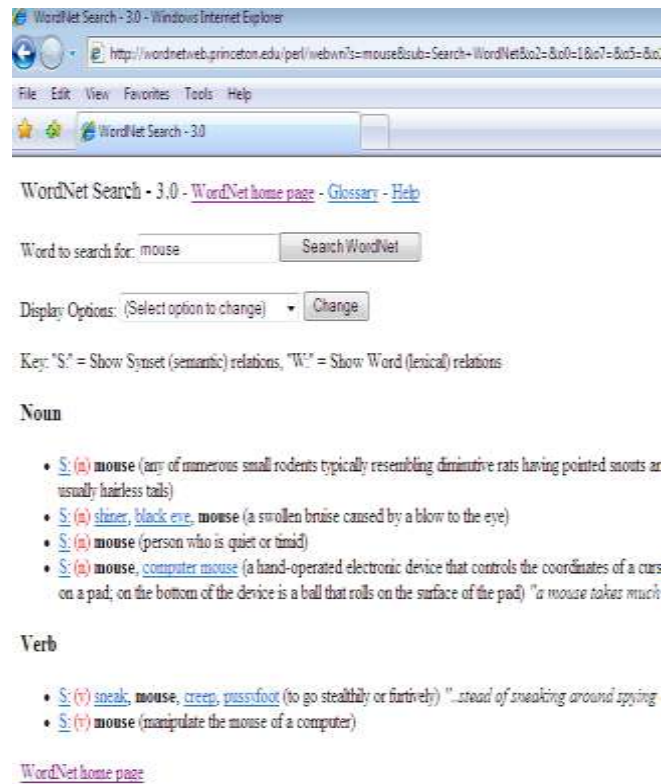 WordNet Search - 3.0 - Windows Internet Explorer
http://wordnetweb.princeton.edu/perl/webwn?s=mouse&sub=Search+WordNet&o2=&o0=1&o7=&o5=&o
File Edit View Favorites Tools Help
WordNet Search - 3.0
WordNet Search - 3.0 - WordNet home page - Glossary - Help
Word to search for: mouse Search WordNet
Display Options: (Select option to change) Change
Key: "S:" = Show Synset (semantic) relations, "W:" = Show Word (lexical) relations
Noun
• S: (n) mouse (any of numerous small rodents typically resembling diminutive rats having pointed snouts an
usually hairless tails)
• S: (n) shiner, black eye, mouse (a swollen bruise caused by a blow to the eye)
• S: (n) mouse (person who is quiet or timid)
• S: (n) mouse, computer mouse (a hand-operated electronic device that controls the coordinates of a curs
on a pad; on the bottom of the device is a ball that rolls on the surface of the pad) "a mouse takes much
Verb
• S: (v) sneak, mouse, creep, pussyfoot (to go stealthily or furtively) "..stead of sneaking around spying
• S: (v) mouse (manipulate the mouse of a computer)
WordNet home page